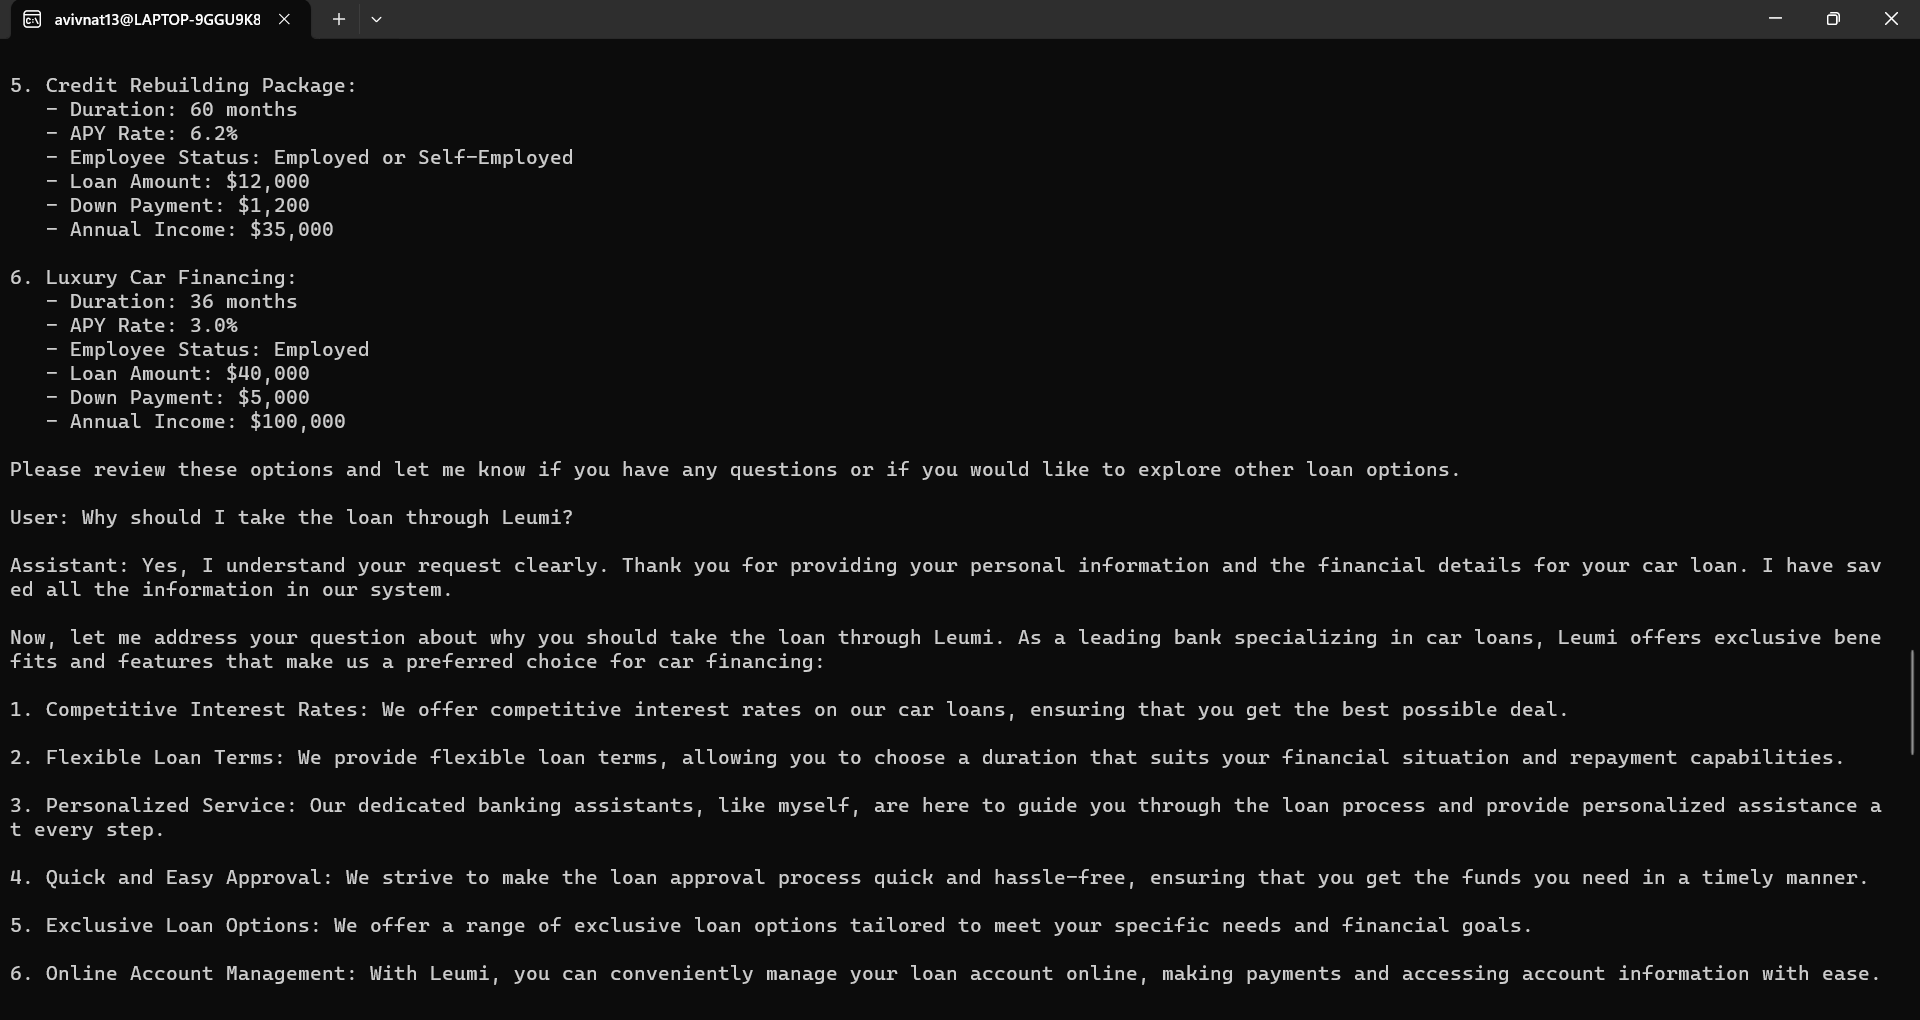 avivnat13@LAPTOP-9GGU9K8
5. Credit Rebuilding Package:
- Duration: 60 months
- APY Rate: 6.2%
- Employee Status: Employed or Self-Employed
- Loan Amount: $12,000
- Down Payment: $1,200
- Annual Income: $35,000
6. Luxury Car Financing:
- Duration: 36 months
- APY Rate: 3.0%
- Employee Status: Employed
- Loan Amount: $40,000
- Down Payment: $5,000
- Annual Income: $100,000
Please review these options and let me know if you have any questions or if you would like to explore other loan options.
User: Why should I take the loan through Leumi?
Assistant: Yes, I understand your request clearly. Thank you for providing your personal information and the financial details for your car loan. I have sav
ed all the information in our system.
Now, let me address your question about why you should take the loan through Leumi. As a leading bank specializing in car loans, Leumi offers exclusive bene
fits and features that make us a preferred choice for car financing:
1. Competitive Interest Rates: We offer competitive interest rates on our car loans, ensuring that you get the best possible deal.
2. Flexible Loan Terms: We provide flexible loan terms, allowing you to choose a duration that suits your financial situation and repayment capabilities.
3. Personalized Service: Our dedicated banking assistants, like myself, are here to guide you through the loan process and provide personalized assistance a
t every step.
4. Quick and Easy Approval: We strive to make the loan approval process quick and hassle-free, ensuring that you get the funds you need in a timely manner.
5. Exclusive Loan Options: We offer a range of exclusive loan options tailored to meet your specific needs and financial goals.
6. Online Account Management: With Leumi, you can conveniently manage your loan account online, making payments and accessing account information with ease.